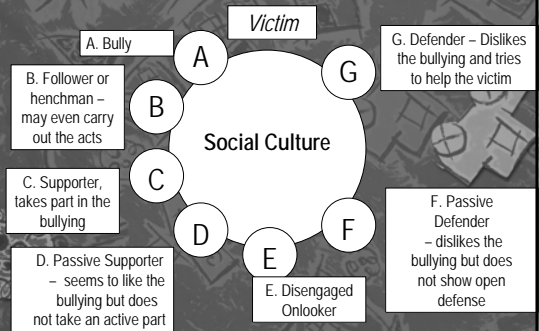 Victim
A. Bully
A
G
G. Defender – Dislikes
the bullying and tries
to help the victim
B. Follower or
henchman –
may even carry
out the acts
B
Social Culture
C. Supporter,
takes part in the
bullying
C
D
F
F. Passive
Defender
– dislikes the
bullying but does
not show open
defense
D. Passive Supporter
– seems to like the
bullying but does
not take an active part
E
E. Disengaged
Onlooker